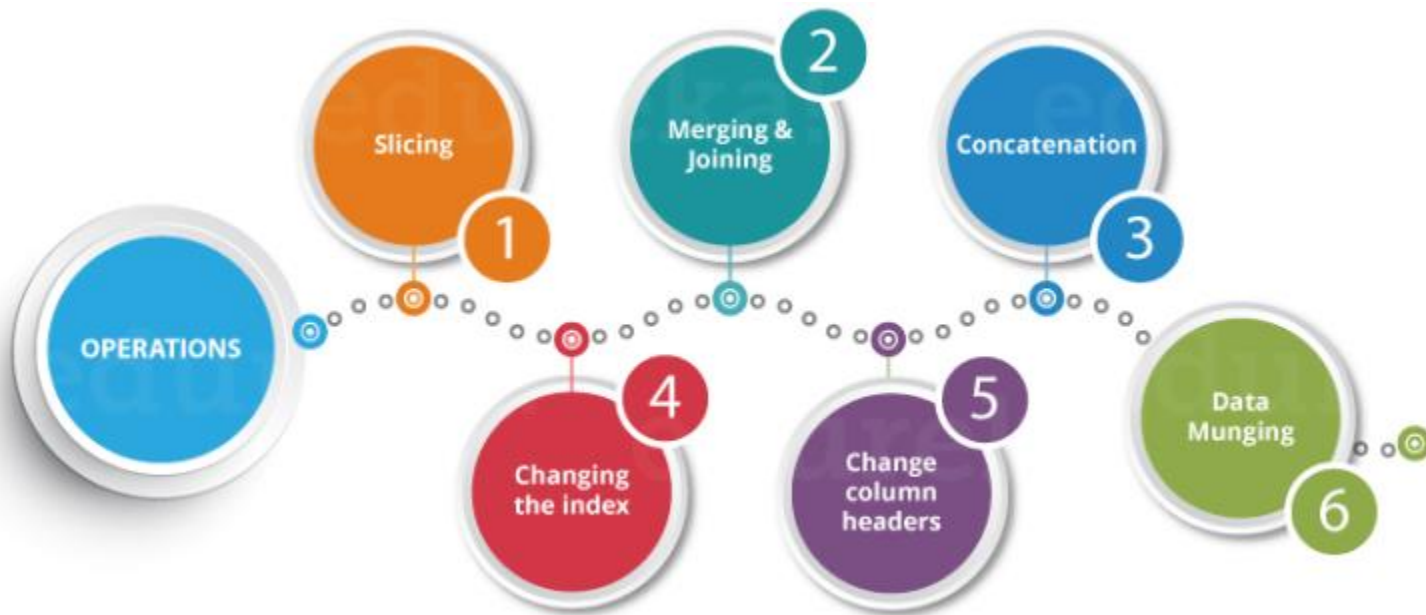 OPERATIONS
Slicing
1
Merging &
Joining
2
Concatenation
3
Changing
the index
4
Change
column
headers
5
Data
Munging
6